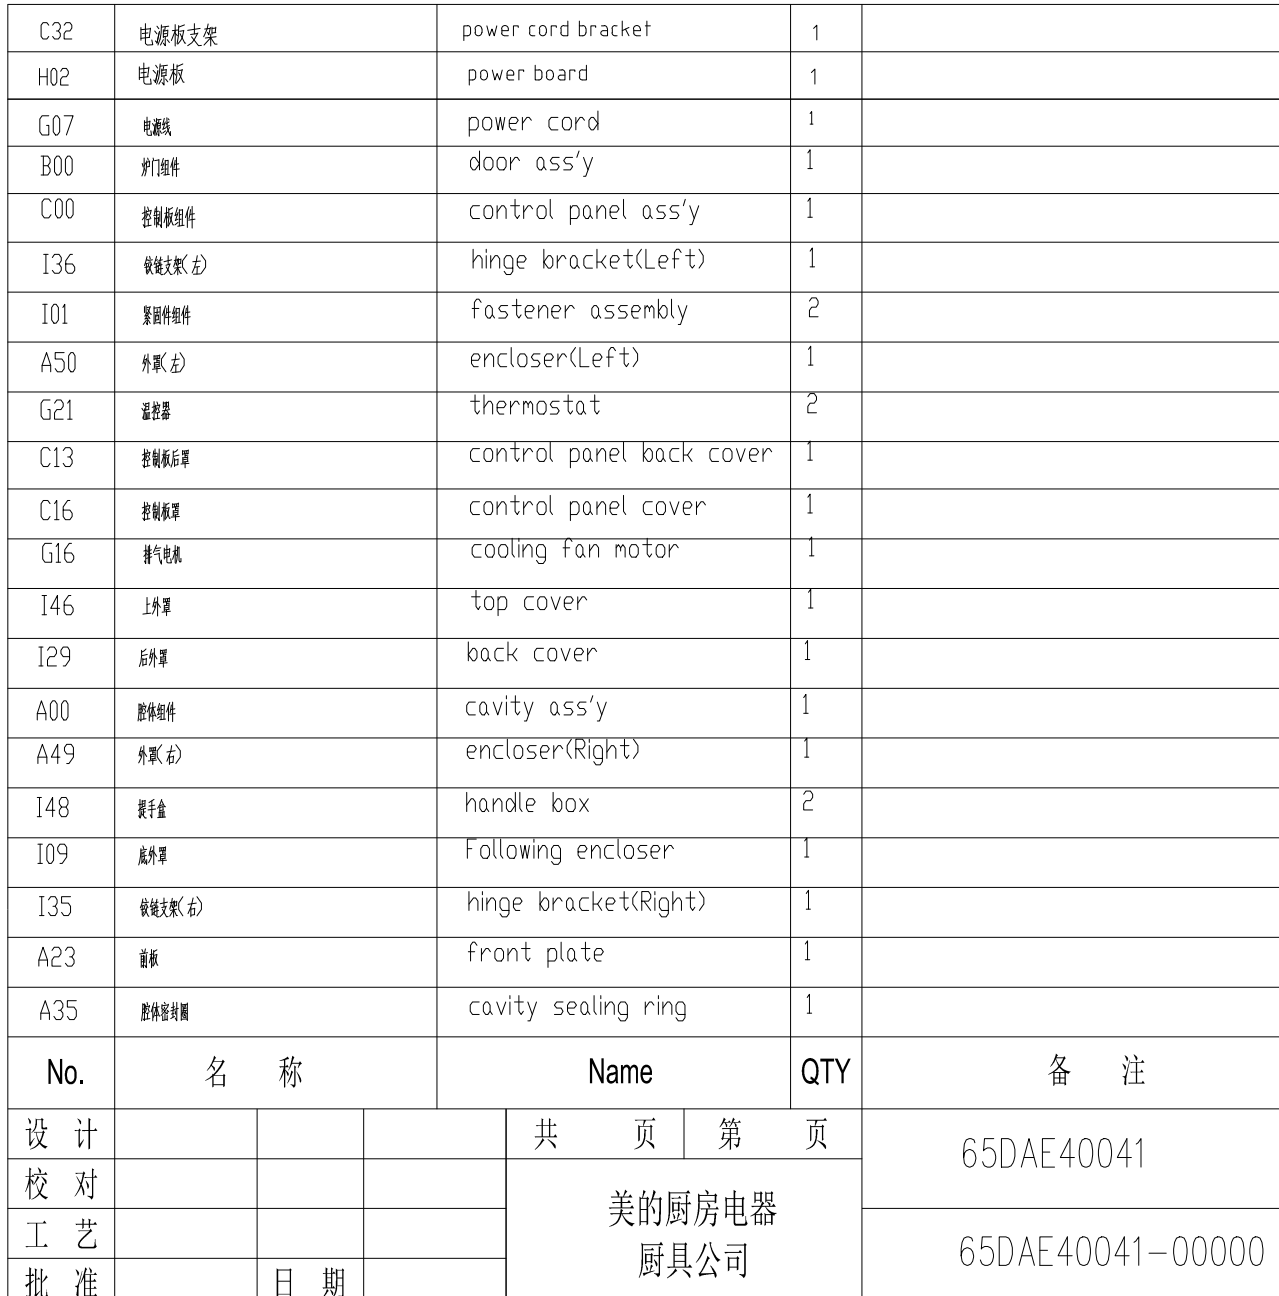 C32 电源板支架 power cord bracket 1
H02 电源板 power board 1
G07 电源线 power cord 1
B00 炉门组件 door ass'y 1
C00 控制板组件 control panel ass'y 1
I36 铰链支架(左) hinge bracket(Left) 1
I01 紧固件组件 fastener assembly 2
A50 外罩(左) encloser(Left) 1
G21 温控器 thermostat 2
C13 控制板后罩 control panel back cover 1
C16 控制板罩 control panel cover 1
G16 排气电机 cooling fan motor 1
I46 上外罩 top cover 1
I29 后外罩 back cover 1
A00 腔体组件 cavity ass'y 1
A49 外罩(右) encloser(Right) 1
I48 提手盒 handle box 2
I09 底外罩 Following encloser 1
I35 铰链支架(右) hinge bracket(Right) 1
A23 前板 front plate 1
A35 腔体密封圈 cavity sealing ring 1
No. 名 称 Name QTY 备 注
设 计 共 页 第 页 65DAE40041
校 对
美的厨房电器
工 艺
厨具公司 65DAE40041-00000
批 准 日 期